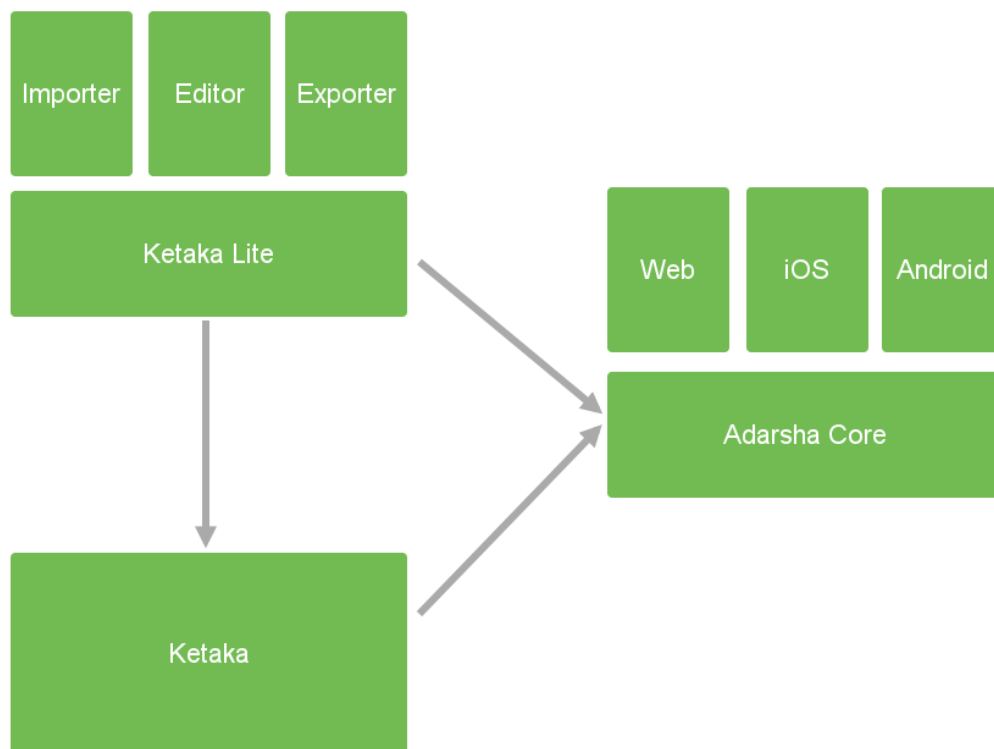 Importer
Editor
Exporter
Ketaka Lite
Web
iOS
Android
Adarsha Core
Ketaka